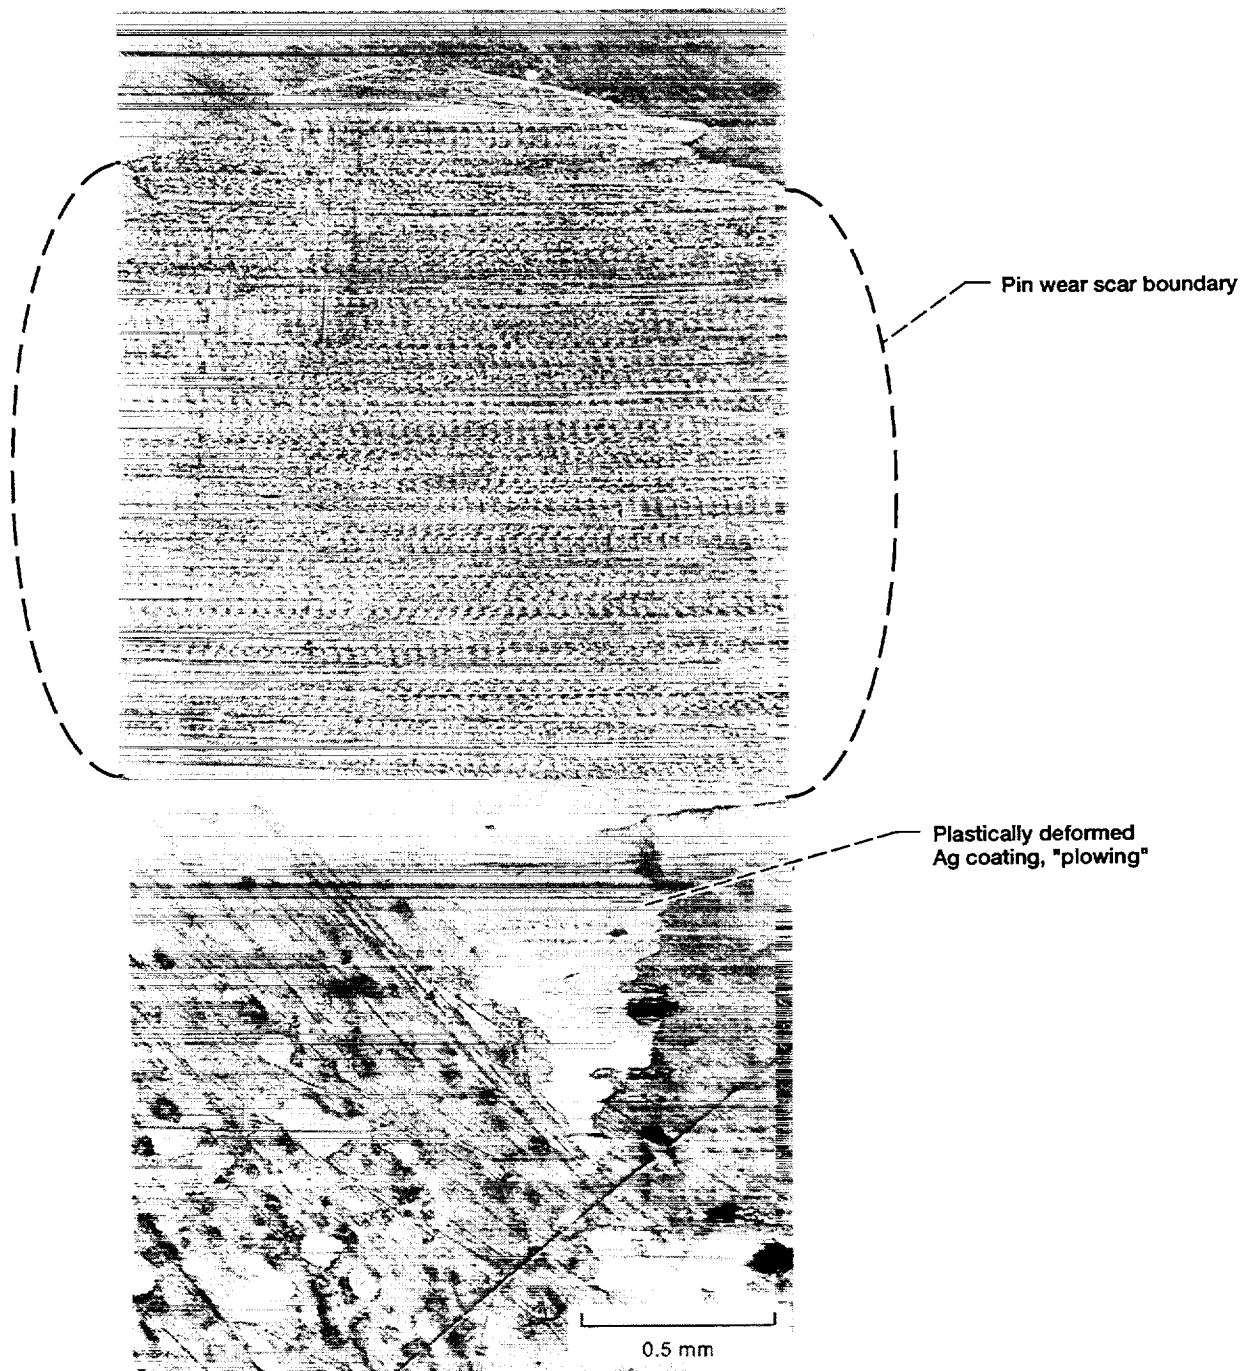 Pin wear scar boundary
Plastically deformed
Ag coating, "plowing"
0.5 mm